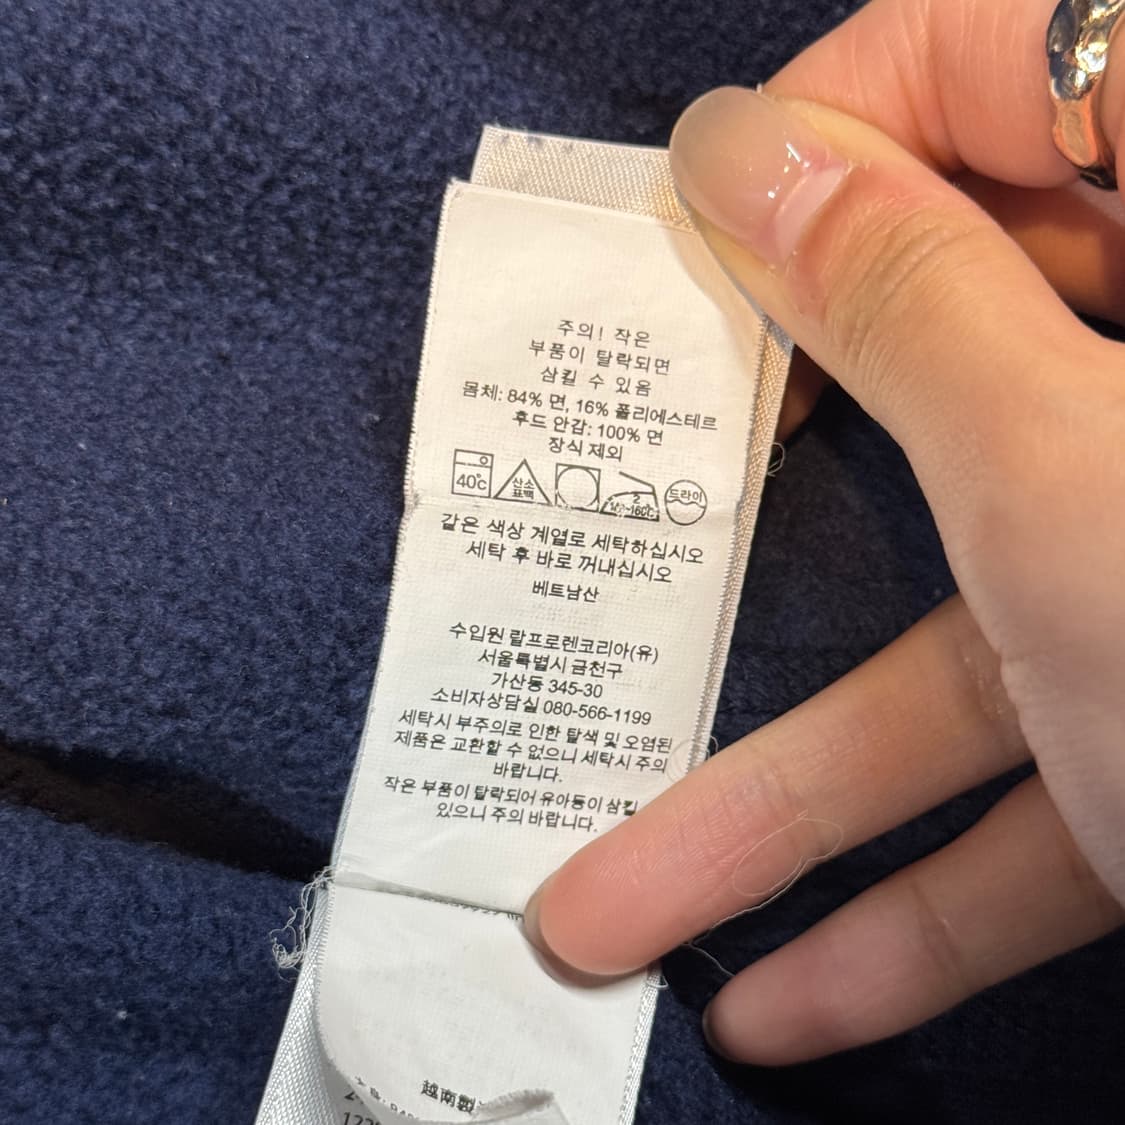 주의! 작은
부품이 탈락되면
삼킬 수 있음
몸체: 84% 면, 16% 폴리에스테르
후드 안감: 100% 면
장식 제외
40℃ 산소 표백 2 드라이
같은 색상 계열로 세탁하십시오
세탁 후 바로 꺼내십시오
베트남산
수입원 랄프로렌코리아(유)
서울특별시 금천구
가산동 345-30
소비자상담실 080-566-1199
세탁시 부주의로 인한 탈색 및 오염된
제품은 교환할 수 없으니 세탁시 주의
바랍니다.
작은 부품이 탈락되어 유아동이 삼킬
있으니 주의 바랍니다.
越南製